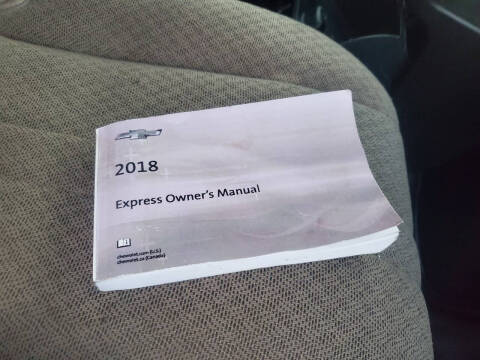 2018
Express Owner's Manual
chevrolet.com (U.S.)
chevrolet.ca (Canada)